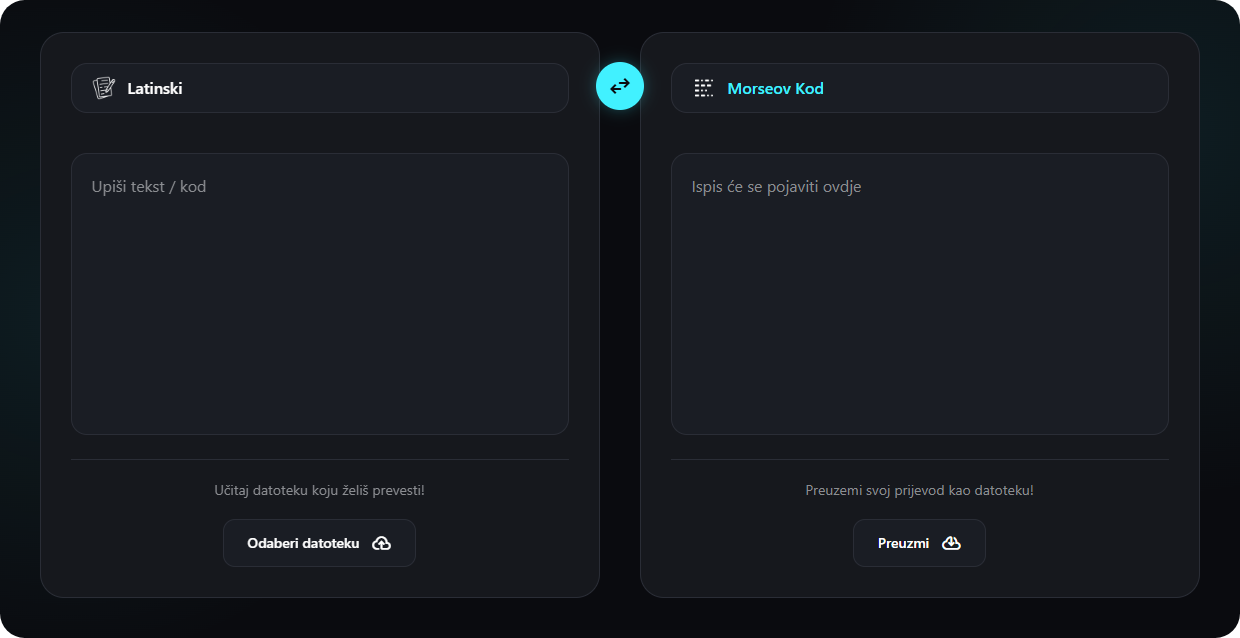 Latinski
Upiši tekst / kod
Učitaj datoteku koju želiš prevesti!
Odaberi datoteku
Morseov Kod
Ispis će se pojaviti ovdje
Preuzemi svoj prijevod kao datoteku!
Preuzmi